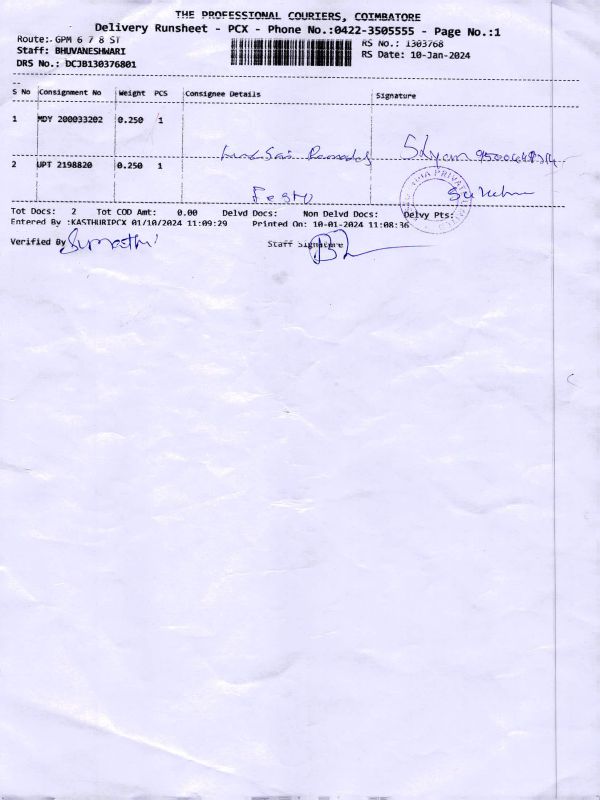 THE PROFESSIONAL COURIERS, COIMBATORE
Delivery Runsheet - PCX - Phone No.:0422-3505555 - Page No.:1
Route: GPM 6 7 8 ST RS No.: 1303768
Staff: BHUVANESHWARI RS Date: 10-Jan-2024
DRS No.: DCJB130376801
S No Consignment No Weight PCS Consignee Details Signature
1 MDY 200033202 0.250 1
2 UPT 2198820 0.250 1
Festo
Tot Docs: 2 Tot COD Amt: 0.00 Delvd Docs: Non Delvd Docs: Delvy Pts:
Entered By :KASTHURIPCX 01/10/2024 11:09:29 Printed On: 10-01-2024 11:08:36
Verified By Sumathi Staff Signature